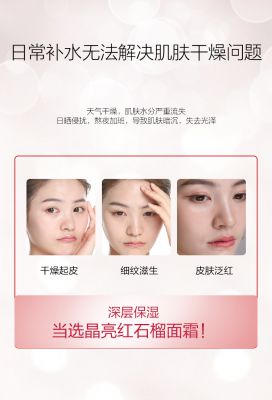 日常补水无法解决肌肤干燥问题
天气干燥，肌肤水分严重流失
日晒侵扰，熬夜加班，导致肌肤暗沉，失去光泽
干燥起皮 细纹滋生 皮肤泛红
深层保湿
当选晶亮红石榴面霜！